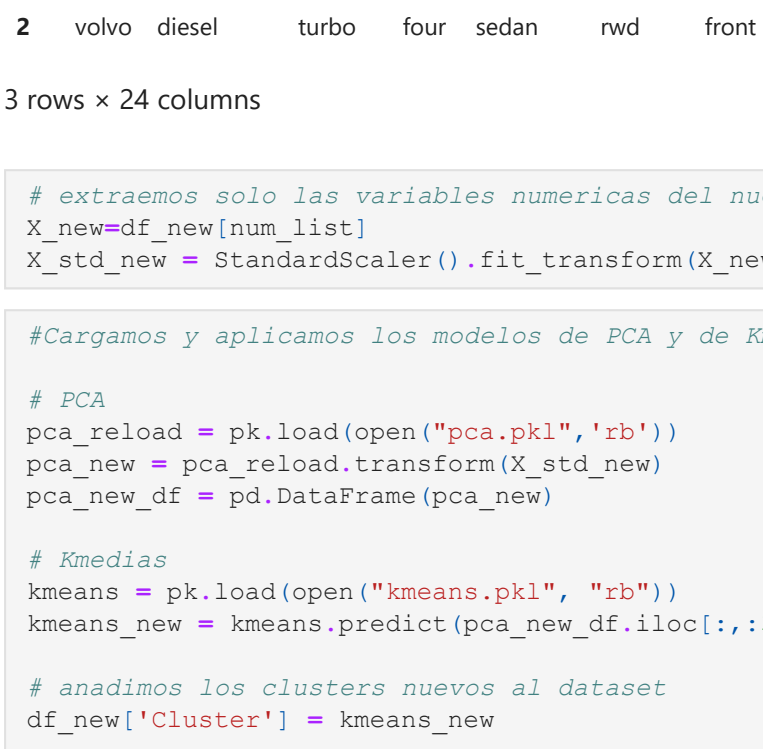 2 volvo diesel turbo four sedan rwd front
3 rows × 24 columns
# extraemos solo las variables numericas del
X_new=df_new[num_list]
X_std_new = StandardScaler().fit_transform(
#Cargamos y aplicamos los modelos de PCA y de
# PCA
pca_reload = pk.load(open("pca.pkl",'rb'))
pca_new = pca_reload.transform(X_std_new)
pca_new_df = pd.DataFrame(pca_new)
# Kmedias
kmeans = pk.load(open("kmeans.pkl", "rb"))
kmeans_new = kmeans.predict(pca_new_df.iloc[:,:
# anadimos los clusters nuevos al dataset
df_new['Cluster'] = kmeans_new